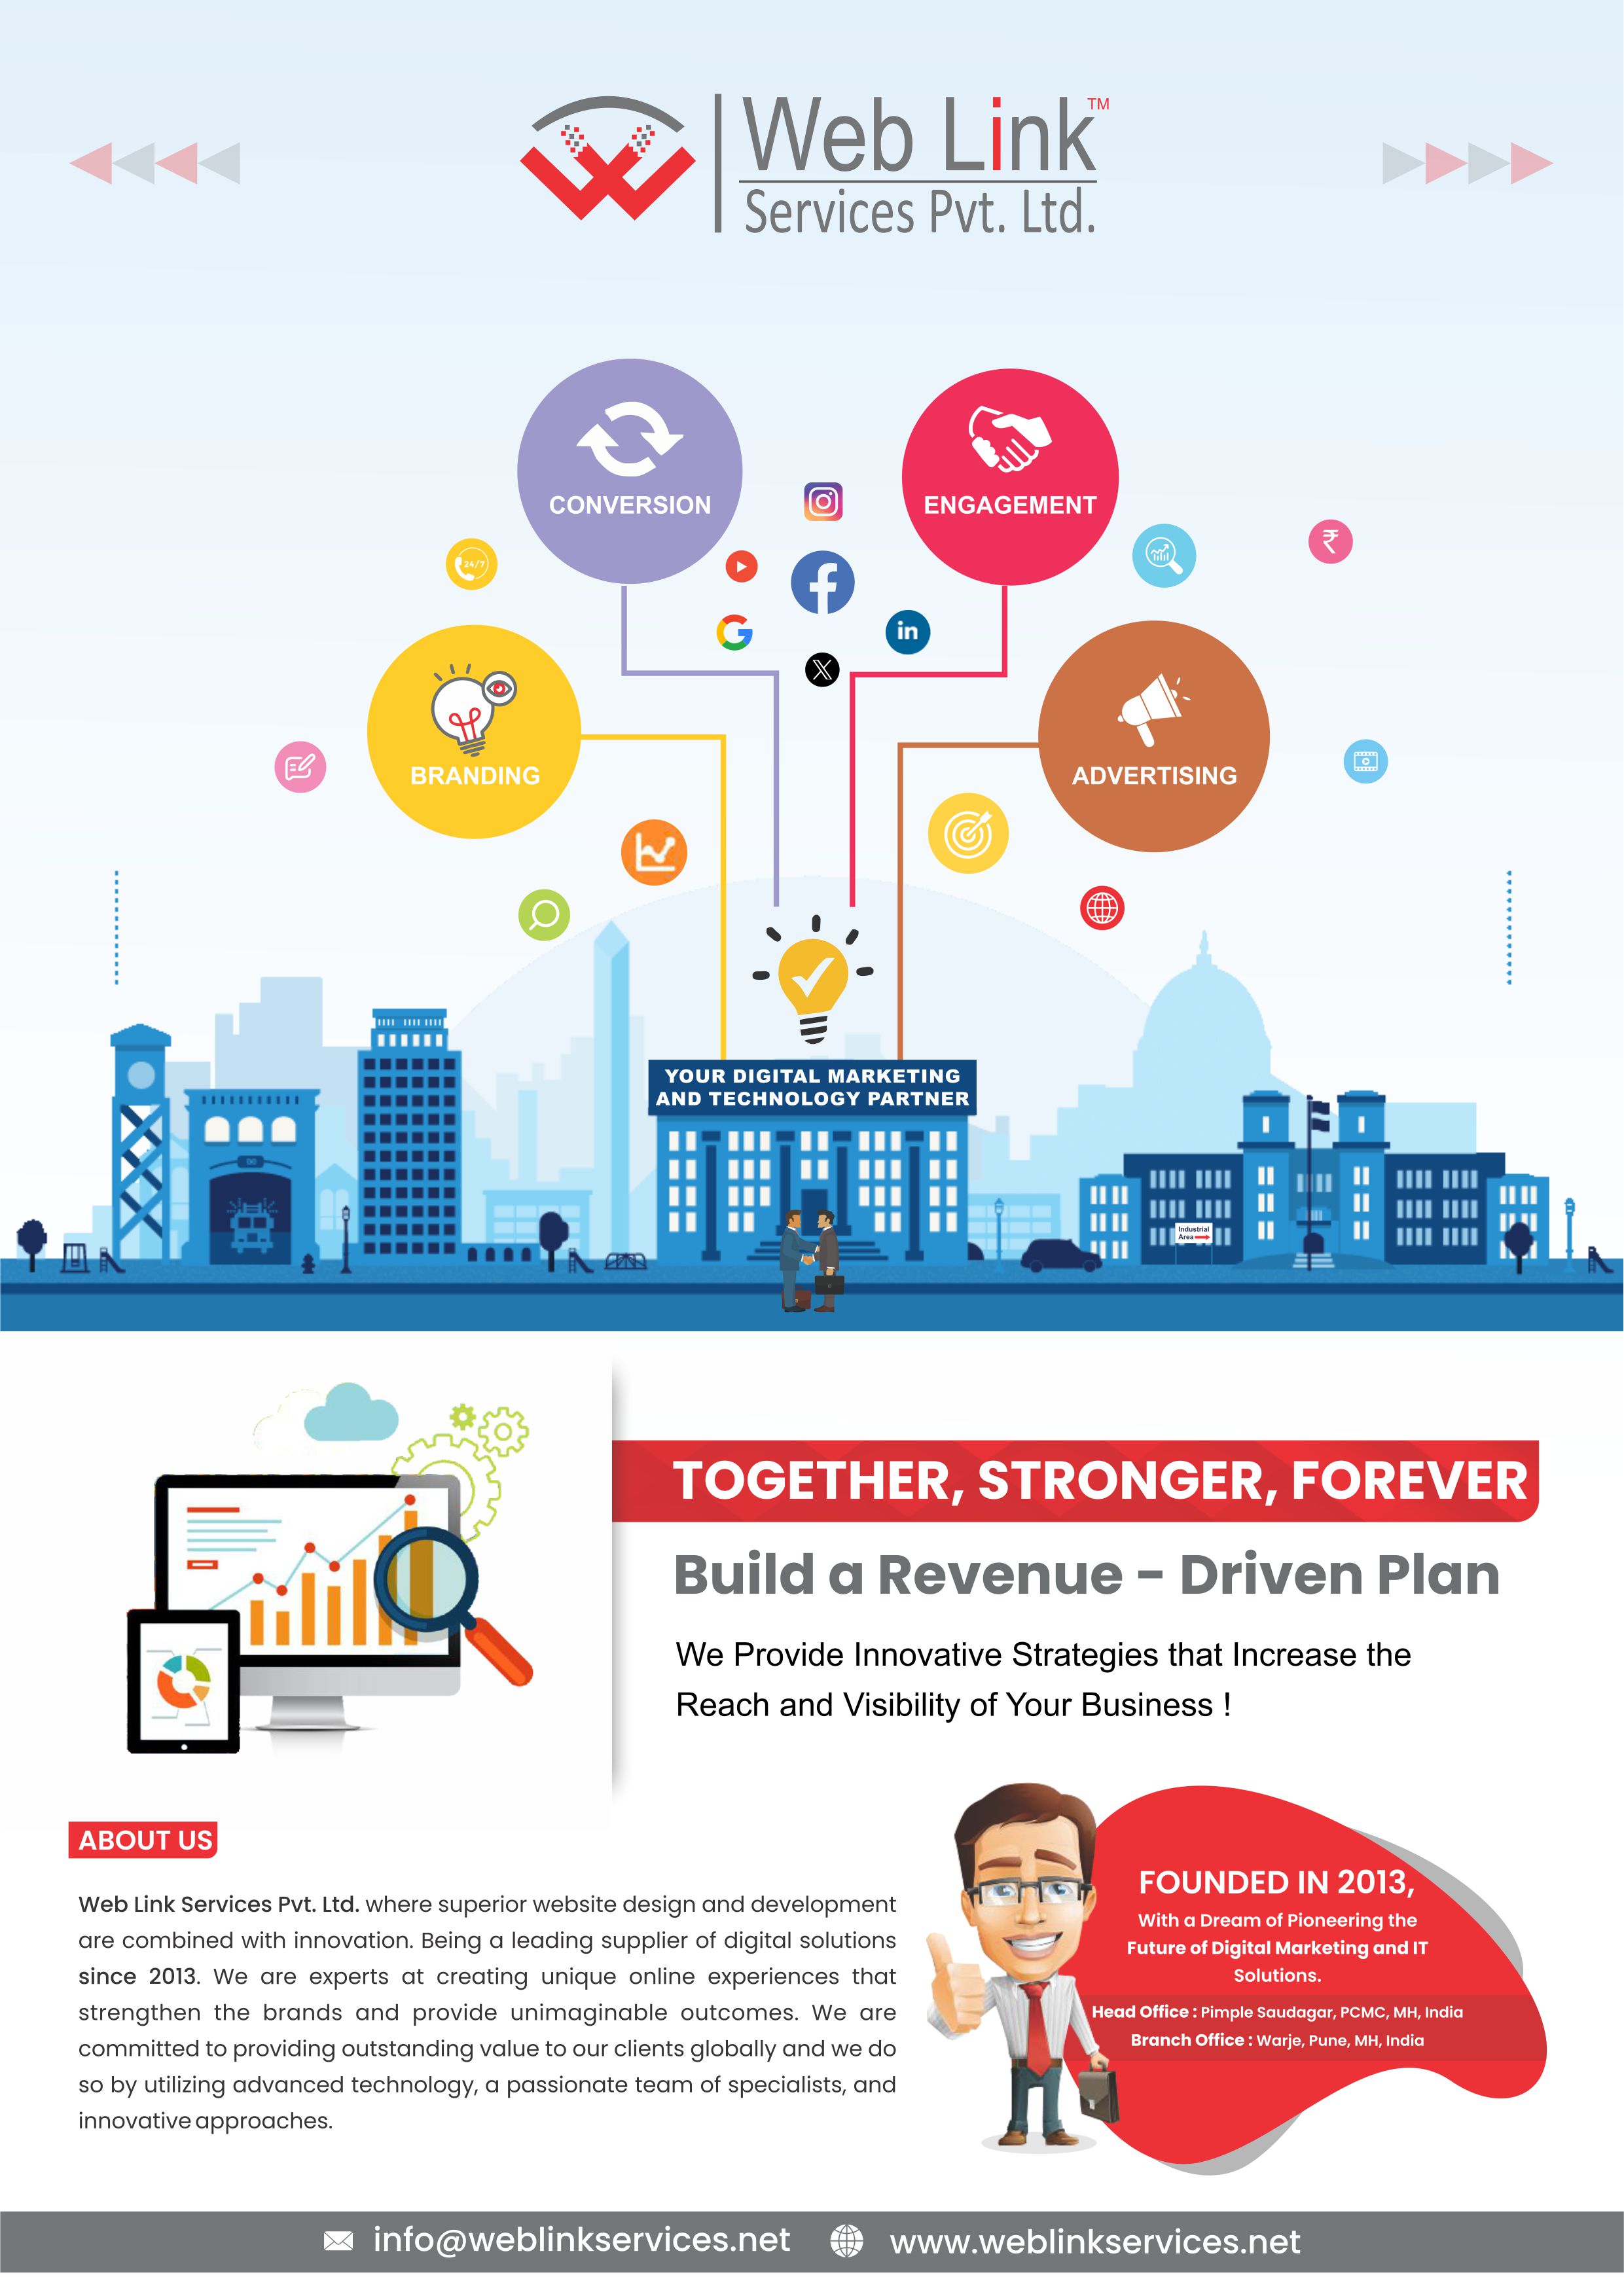 Web Link™
Services Pvt. Ltd.
CONVERSION
ENGAGEMENT
24/7
₹
BRANDING
ADVERTISING
YOUR DIGITAL MARKETING
AND TECHNOLOGY PARTNER
Industrial
Area
TOGETHER, STRONGER, FOREVER
Build a Revenue - Driven Plan
We Provide Innovative Strategies that Increase the
Reach and Visibility of Your Business !
ABOUT US
Web Link Services Pvt. Ltd. where superior website design and development
are combined with innovation. Being a leading supplier of digital solutions
since 2013. We are experts at creating unique online experiences that
strengthen the brands and provide unimaginable outcomes. We are
committed to providing outstanding value to our clients globally and we do
so by utilizing advanced technology, a passionate team of specialists, and
innovative approaches.
FOUNDED IN 2013,
With a Dream of Pioneering the
Future of Digital Marketing and IT
Solutions.
Head Office : Pimple Saudagar, PCMC, MH, India
Branch Office : Warje, Pune, MH, India
info@weblinkservices.net
www.weblinkservices.net